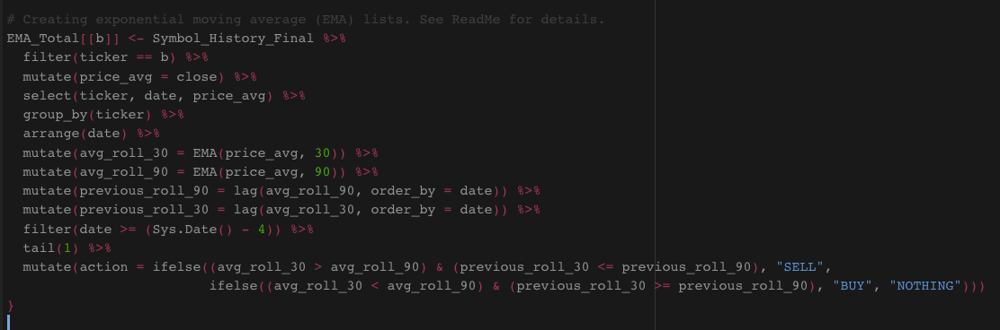 # Creating exponential moving average (EMA) lists. See ReadMe for details.
EMA_Total[[b]] <- Symbol_History_Final %>%
  filter(ticker == b) %>%
  mutate(price_avg = close) %>%
  select(ticker, date, price_avg) %>%
  group_by(ticker) %>%
  arrange(date) %>%
  mutate(avg_roll_30 = EMA(price_avg, 30)) %>%
  mutate(avg_roll_90 = EMA(price_avg, 90)) %>%
  mutate(previous_roll_90 = lag(avg_roll_90, order_by = date)) %>%
  mutate(previous_roll_30 = lag(avg_roll_30, order_by = date)) %>%
  filter(date >= (Sys.Date() - 4)) %>%
  tail(1) %>%
  mutate(action = ifelse((avg_roll_30 > avg_roll_90) & (previous_roll_30 <= previous_roll_90), "SELL",
                         ifelse((avg_roll_30 < avg_roll_90) & (previous_roll_30 >= previous_roll_90), "BUY", "NOTHING")))
}